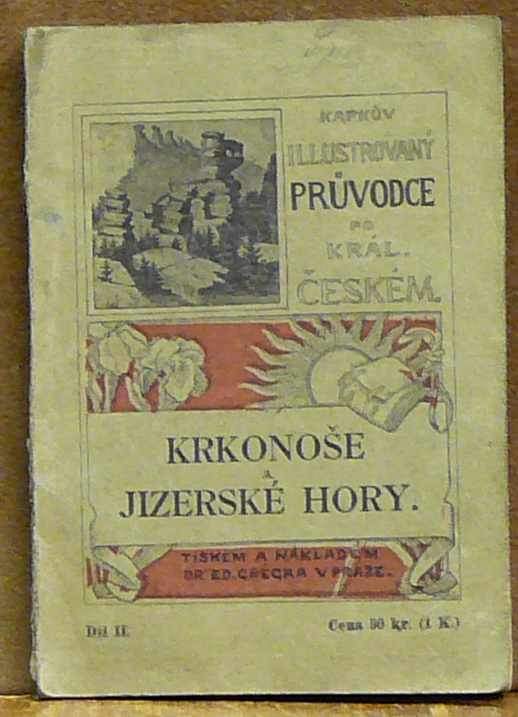 KAFKŮV
ILLUSTROVANÝ
PRŮVODCE
PO
KRÁL.
ČESKÉM.
KRKONOŠE
A
JIZERSKÉ HORY.
TISKEM A NÁKLADEM
DR ED. GRÉGRA V PRAZE.
Díl II.
Cena 50 kr. (1 K.)